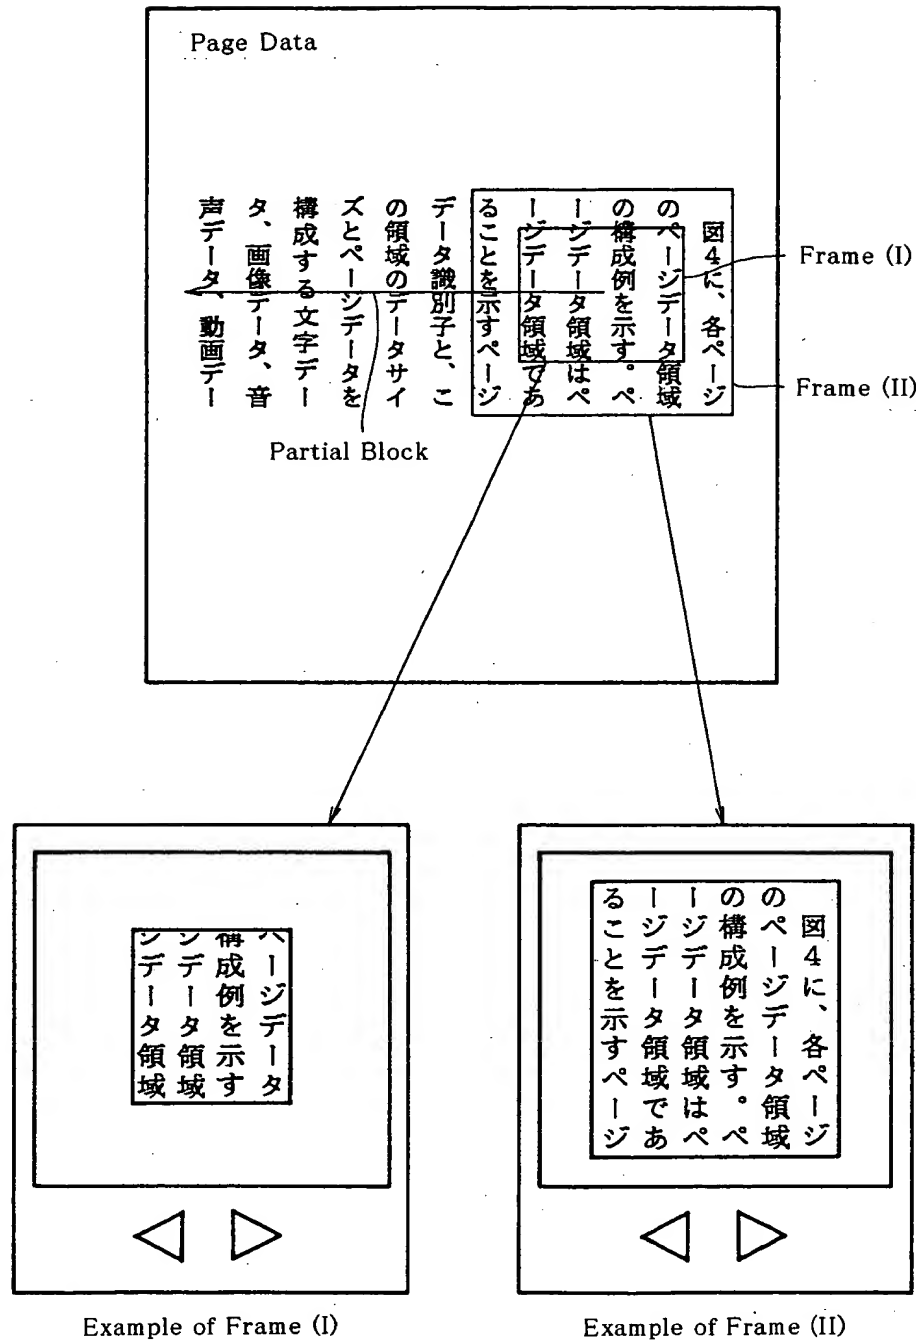 Page Data
図4に、各ページ
のページデータ領域
の構成例を示す。ペ
ージデータ領域はペ
ージデータ領域であ
ることを示すページ
データ識別子と、こ
の領域のデータサイ
ズとページデータを
構成する文字デー
タ、画像データ、音
声データ、動画デー
Frame (I)
Frame (II)
Partial Block
ページデータ
構成例を示す
ジデータ領域
ジデータ領域
Example of Frame (I)
図4に、各ページ
のページデータ領域
の構成例を示す。ペ
ージデータ領域はペ
ージデータ領域であ
ることを示すページ
Example of Frame (II)